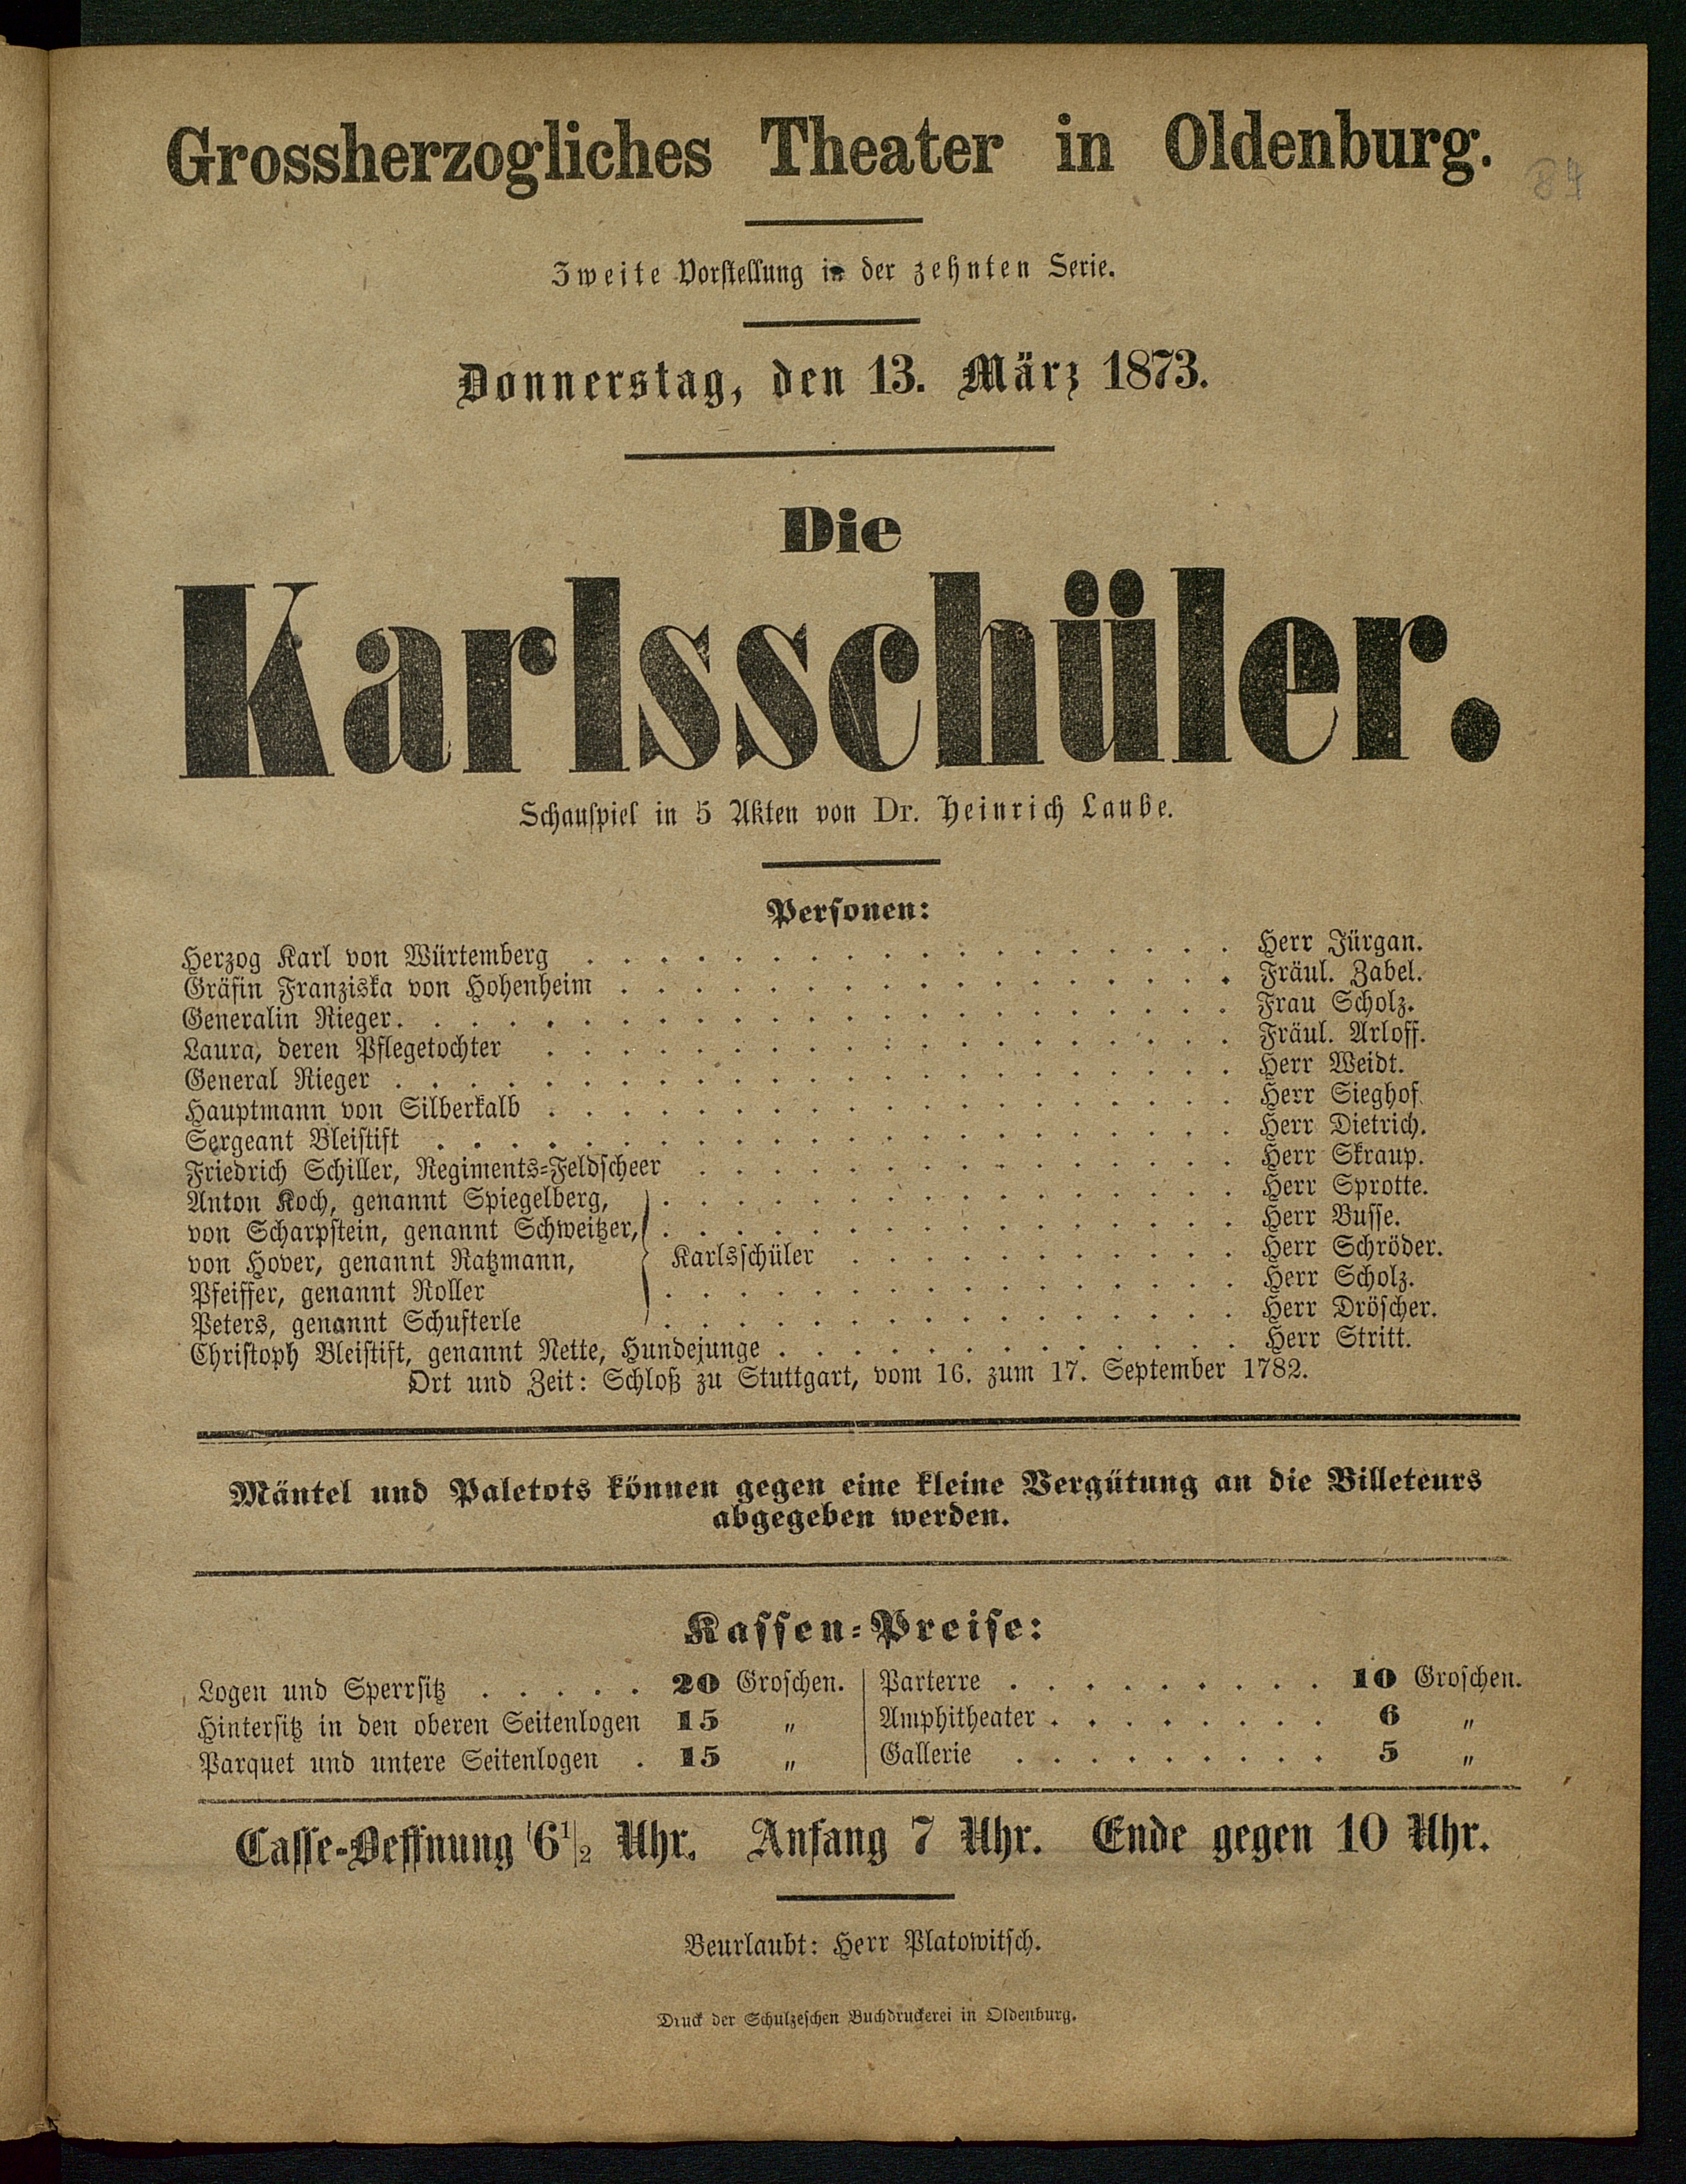 84
Grossherzogliches Theater in Oldenburg.
Zweite Vorstellung in der zehnten Serie.
Donnerstag, den 13. März 1873.
Die
Karlsschüler.
Schauspiel in 5 Akten von Dr. Heinrich Laube.
Personen:
Herzog Karl von Würtemberg . . . . . Herr Jürgan.
Gräfin Franziska von Hohenheim . . . . . Fräul. Zabel.
Generalin Rieger . . . . . Frau Scholz.
Laura, deren Pflegetochter . . . . . Fräul. Arloff.
General Rieger . . . . . Herr Weidt.
Hauptmann von Silberkalb . . . . . Herr Sieghof.
Sergeant Bleistift . . . . . Herr Dietrich.
Friedrich Schiller, Regiments-Feldscheer . . . . . Herr Skraup.
Anton Koch, genannt Spiegelberg, . . . . . Herr Sprotte.
von Scharpstein, genannt Schweitzer, . . . . . Herr Busse.
von Hover, genannt Ratzmann, Karlsschüler . . . . . Herr Schröder.
Pfeiffer, genannt Roller . . . . . Herr Scholz.
Peters, genannt Schufterle . . . . . Herr Dröscher.
Christoph Bleistift, genannt Nette, Hundejunge . . . . . Herr Stritt.
Ort und Zeit: Schloß zu Stuttgart, vom 16. zum 17. September 1782.
Mäntel und Paletots können gegen eine kleine Vergütung an die Billeteurs
abgegeben werden.
Kassen-Preise:
Logen und Sperrsitz . . . . . 20 Groschen.
Hintersitz in den oberen Seitenlogen 15 "
Parquet und untere Seitenlogen . 15 "
Parterre . . . . . 10 Groschen.
Amphitheater . . . . . 6 "
Gallerie . . . . . 5 "
Casse-Oeffnung 6 1/2 Uhr. Anfang 7 Uhr. Ende gegen 10 Uhr.
Beurlaubt: Herr Platowitsch.
Druck der Schulzeschen Buchdruckerei in Oldenburg.